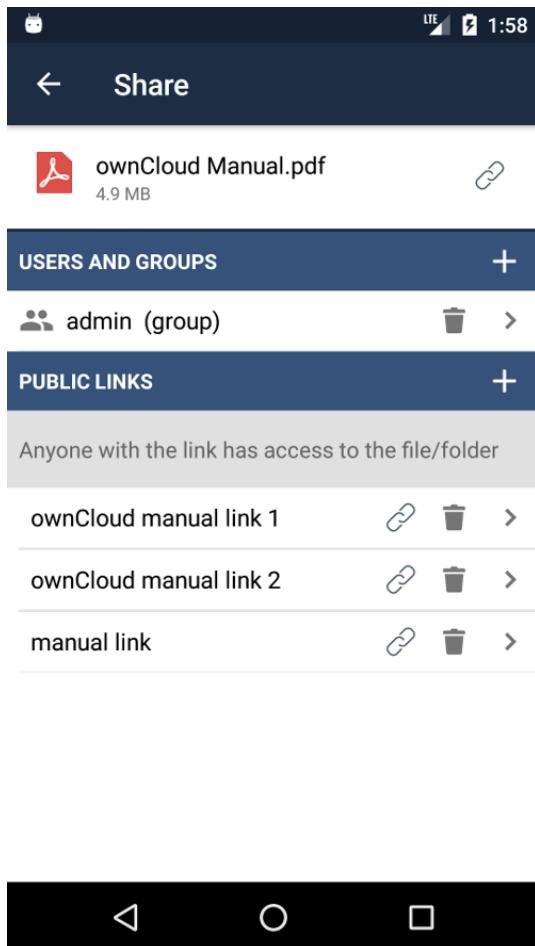 LTE 1:58
Share
ownCloud Manual.pdf
4.9 MB
USERS AND GROUPS
admin (group)
PUBLIC LINKS
Anyone with the link has access to the file/folder
ownCloud manual link 1
ownCloud manual link 2
manual link